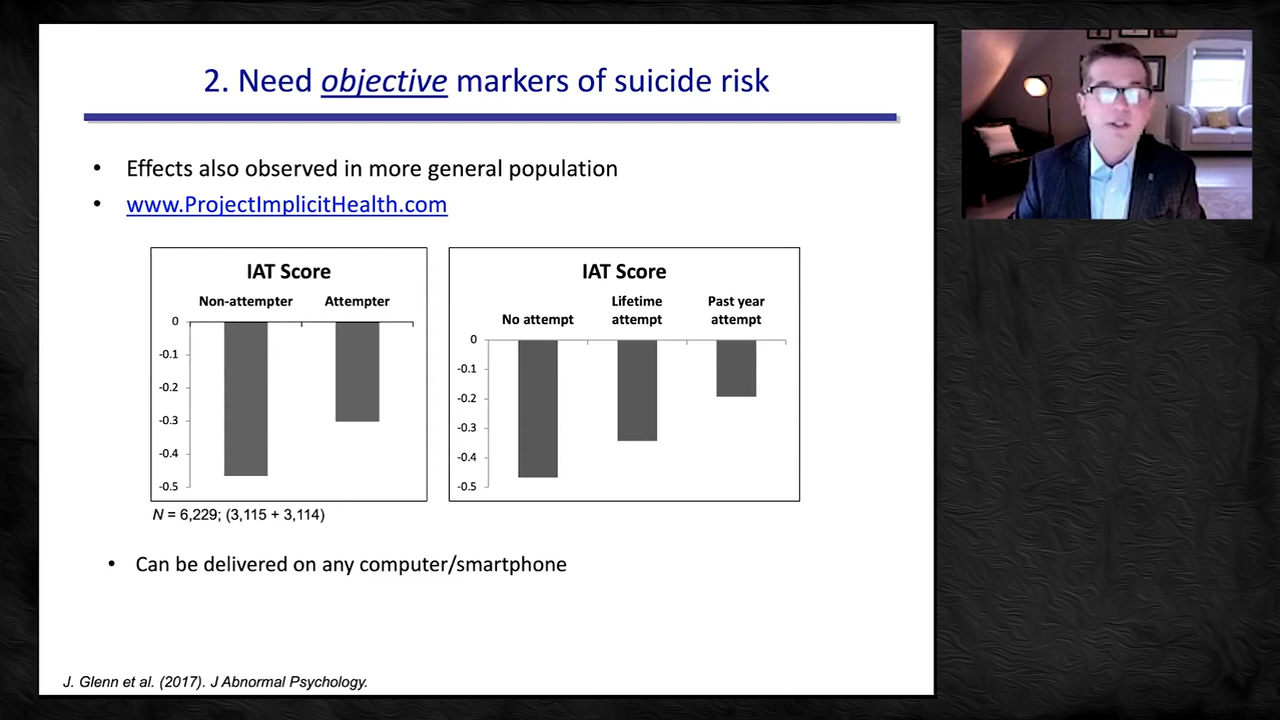 2. Need objective markers of suicide risk
• Effects also observed in more general population
• www.ProjectImplicitHealth.com
IAT Score
Non-attempter Attempter
0
-0.1
-0.2
-0.3
-0.4
-0.5
IAT Score
No attempt Lifetime attempt Past year attempt
0
-0.1
-0.2
-0.3
-0.4
-0.5
N = 6,229; (3,115 + 3,114)
• Can be delivered on any computer/smartphone
J. Glenn et al. (2017). J Abnormal Psychology.